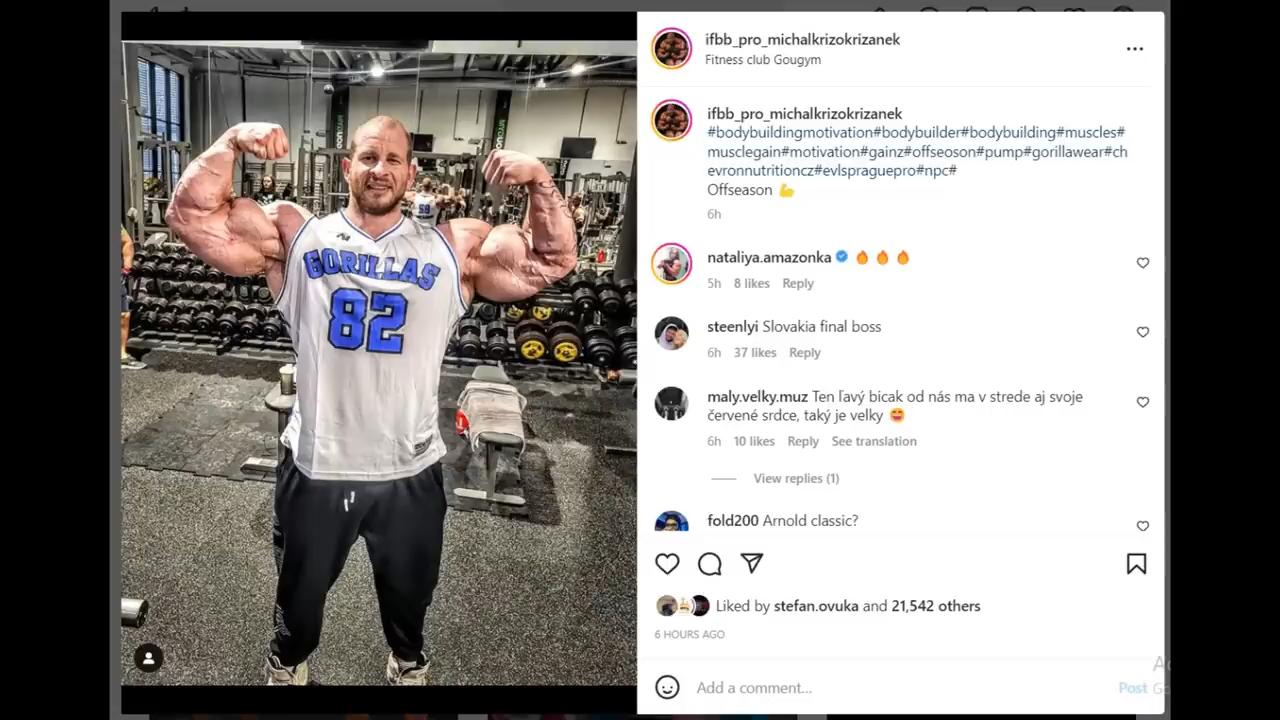 GORILLAS
82
ifbb_pro_michalkrizokrizanek
Fitness club Gougym
ifbb_pro_michalkrizokrizanek
#bodybuildingmotivation#bodybuilder#bodybuilding#muscles#
musclegain#motivation#gainz#offseoson#pump#gorillawear#ch
evronnutritioncz#evlspraguepro#npc#
Offseason 💪
6h
nataliya.amazonka 🔥 🔥 🔥
5h 8 likes Reply
steenlyi Slovakia final boss
6h 37 likes Reply
maly.velky.muz Ten ľavý bicak od nás ma v strede aj svoje
červené srdce, taký je velky 😍
6h 10 likes Reply See translation
View replies (1)
fold200 Arnold classic?
Liked by stefan.ovuka and 21,542 others
6 HOURS AGO
Add a comment...
Post